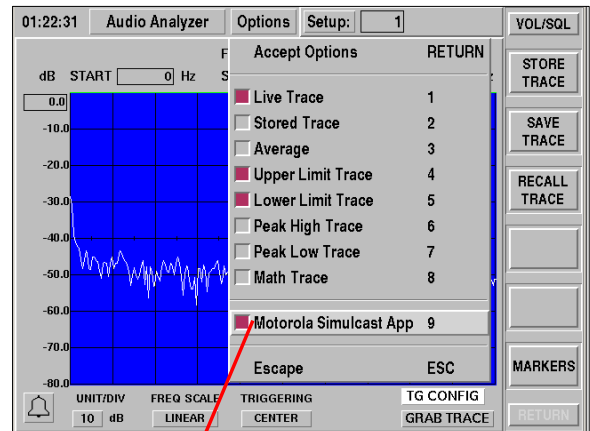 01:22:31 Audio Analyzer Options Setup: 1 VOL/SQL
F Accept Options RETURN
dB START 0 Hz S
STORE TRACE
0.0
Live Trace 1
-10.0
Stored Trace 2
SAVE TRACE
Average 3
-20.0
Upper Limit Trace 4
RECALL TRACE
-30.0
Lower Limit Trace 5
Peak High Trace 6
-40.0
Peak Low Trace 7
-50.0
Math Trace 8
-60.0
Motorola Simulcast App 9
-70.0
Escape ESC
MARKERS
-80.0
UNIT/DIV FREQ SCALE TRIGGERING TG CONFIG
10 dB LINEAR CENTER GRAB TRACE RETURN